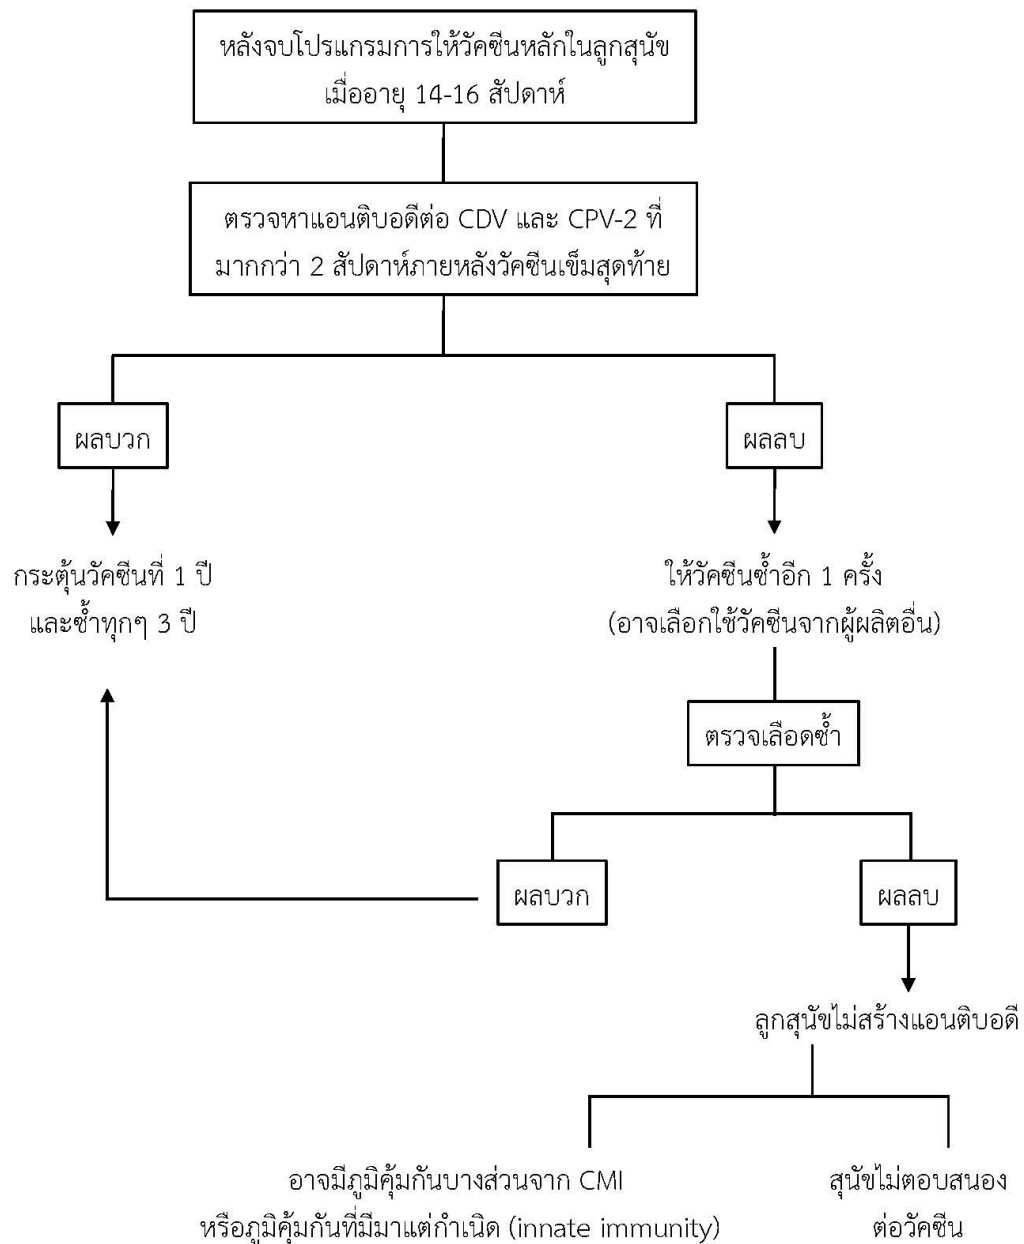 หลังจบโปรแกรมการให้วัคซีนหลักในลูกสุนัข
เมื่ออายุ 14-16 สัปดาห์
ตรวจหาแอนติบอดีต่อ CDV และ CPV-2 ที่
มากกว่า 2 สัปดาห์ภายหลังวัคซีนเข็มสุดท้าย
ผลบวก
ผลลบ
กระตุ้นวัคซีนที่ 1 ปี
และซ้ำทุกๆ 3 ปี
ให้วัคซีนซ้ำอีก 1 ครั้ง
(อาจเลือกใช้วัคซีนจากผู้ผลิตอื่น)
ตรวจเลือดซ้ำ
ผลบวก
ผลลบ
ลูกสุนัขไม่สร้างแอนติบอดี
อาจมีภูมิคุ้มกันบางส่วนจาก CMI
หรือภูมิคุ้มกันที่มีมาแต่กำเนิด (innate immunity)
สุนัขไม่ตอบสนอง
ต่อวัคซีน